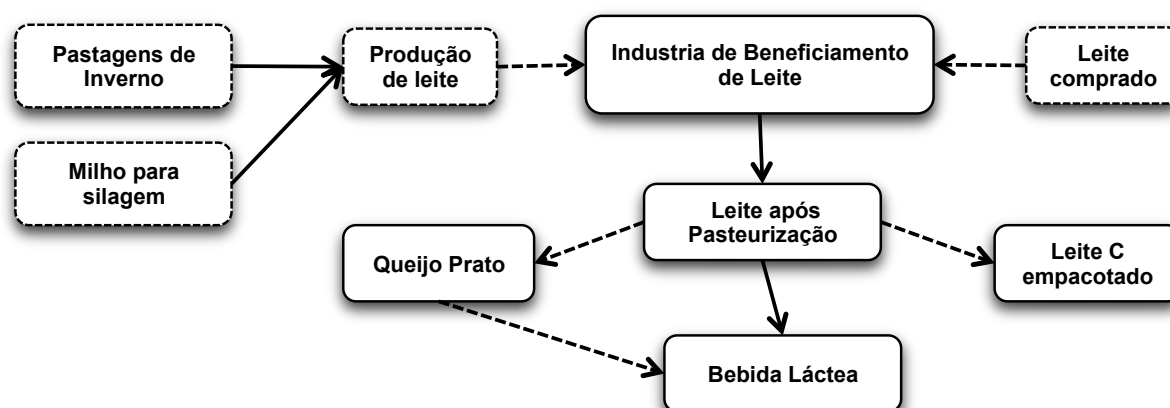 Pastagens de
Inverno
Produção
de leite
Industria de Beneficiamento
de Leite
Leite
comprado
Milho para
silagem
Leite após
Pasteurização
Queijo Prato
Leite C
empacotado
Bebida Láctea